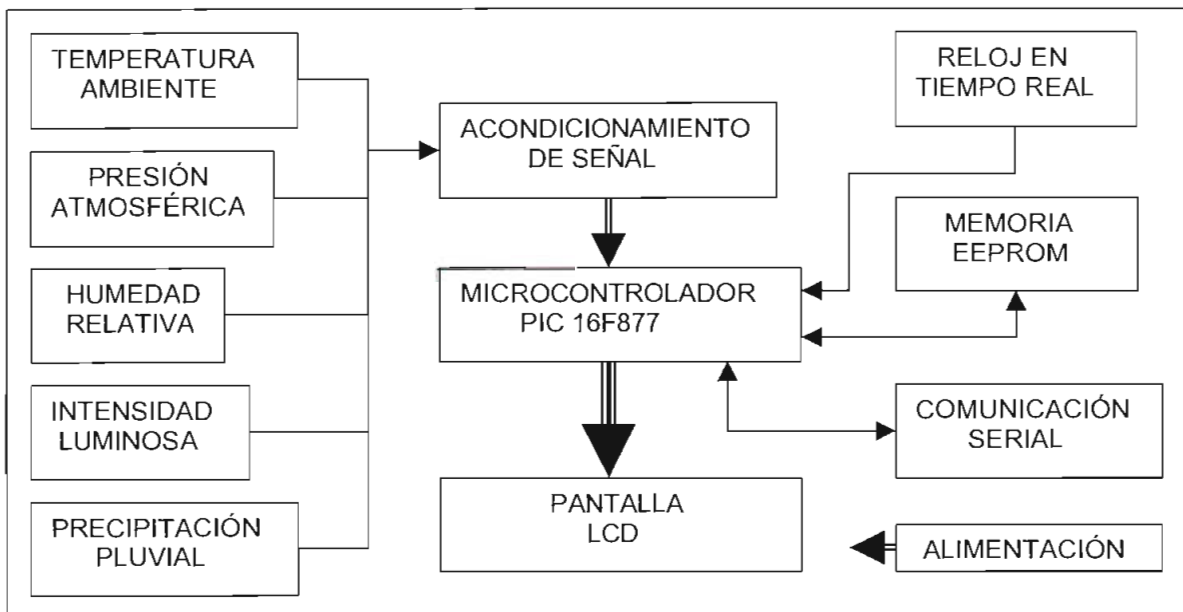 TEMPERATURA
AMBIENTE
PRESIÓN
ATMOSFÉRICA
HUMEDAD
RELATIVA
INTENSIDAD
LUMINOSA
PRECIPITACIÓN
PLUVIAL
ACONDICIONAMIENTO
DE SEÑAL
MICROCONTROLADOR
PIC 16F877
PANTALLA
LCD
RELOJ EN
TIEMPO REAL
MEMORIA
EEPROM
COMUNICACIÓN
SERIAL
ALIMENTACIÓN